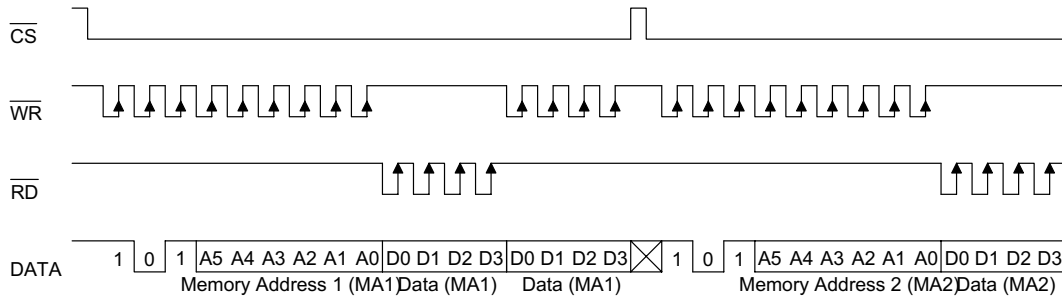 CS
WR
RD
DATA 1 0 1 A5 A4 A3 A2 A1 A0 D0 D1 D2 D3 D0 D1 D2 D3 1 0 1 A5 A4 A3 A2 A1 A0 D0 D1 D2 D3
Memory Address 1 (MA1) Data (MA1) Data (MA1) Memory Address 2 (MA2) Data (MA2)